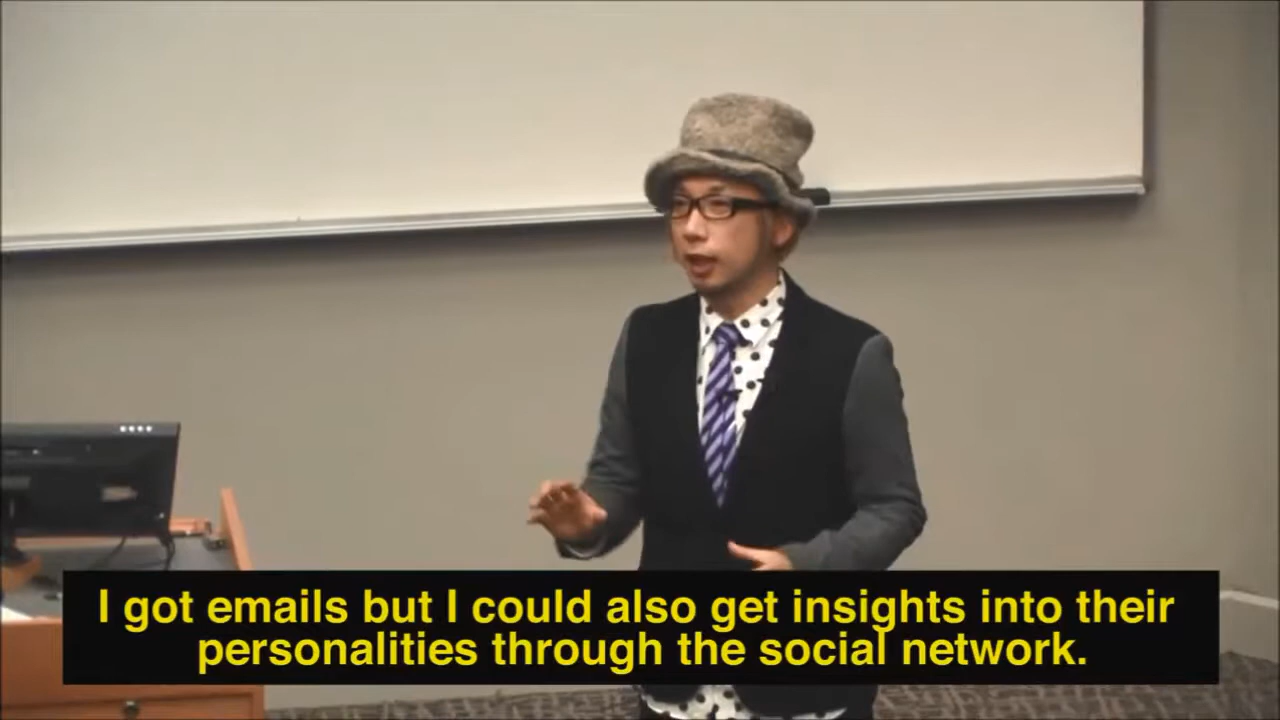 I got emails but I could also get insights into their
personalities through the social network.